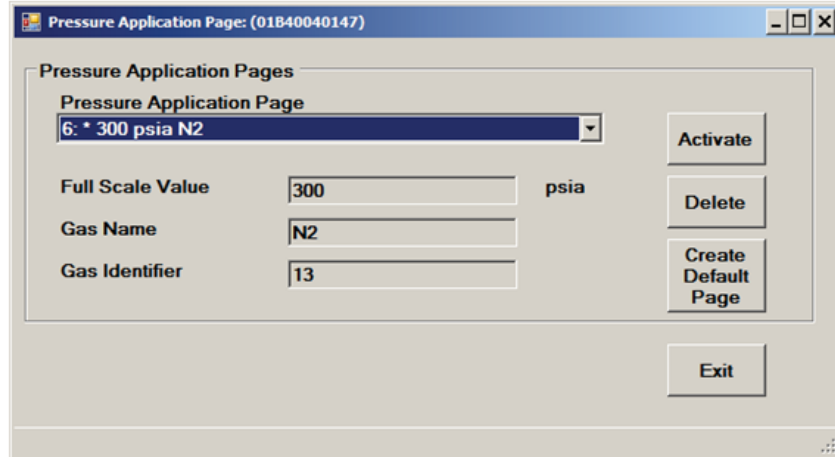 Pressure Application Page: (01B40040147)
Pressure Application Pages
Pressure Application Page
6: * 300 psia N2
Activate
Full Scale Value 300 psia
Delete
Gas Name N2
Gas Identifier 13
Create
Default
Page
Exit